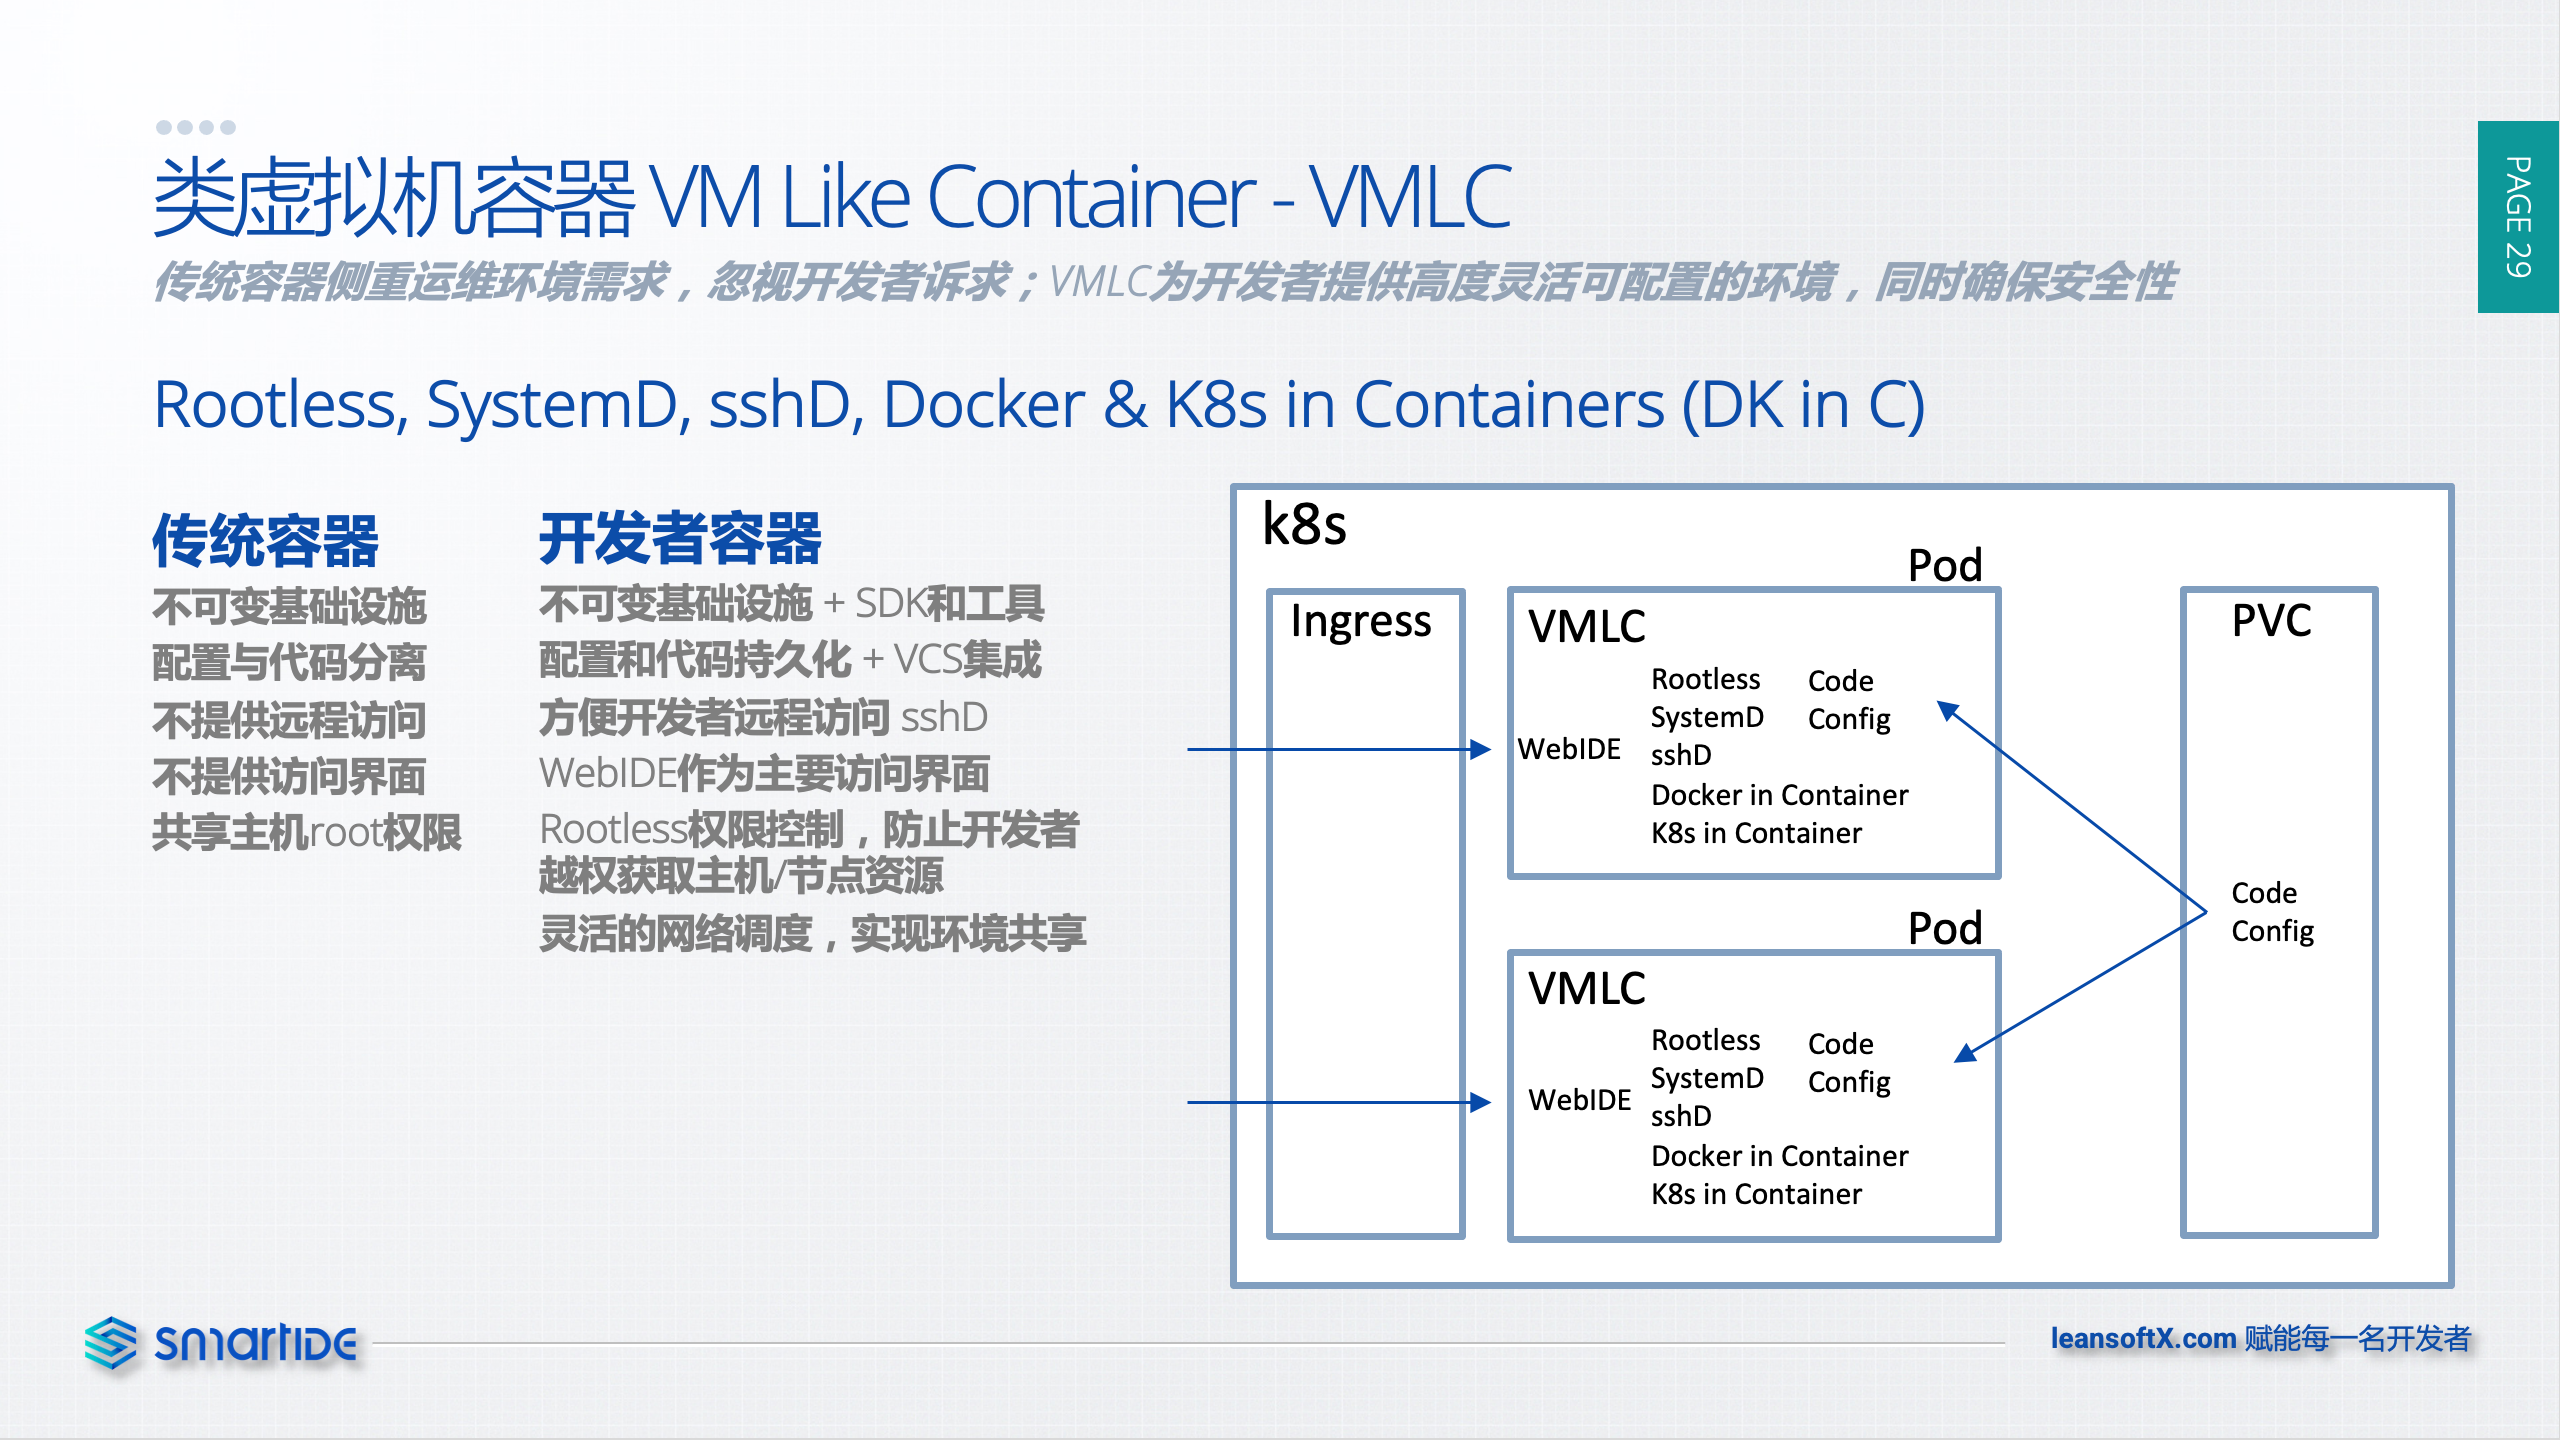 类虚拟机容器 VM Like Container - VMLC
传统容器侧重运维环境需求，忽视开发者诉求；VMLC为开发者提供高度灵活可配置的环境，同时确保安全性
PAGE 29
Rootless, SystemD, sshD, Docker & K8s in Containers (DK in C)
传统容器
不可变基础设施
配置与代码分离
不提供远程访问
不提供访问界面
共享主机root权限
开发者容器
不可变基础设施 + SDK和工具
配置和代码持久化 + VCS集成
方便开发者远程访问 sshD
WebIDE作为主要访问界面
Rootless权限控制，防止开发者
越权获取主机/节点资源
灵活的网络调度，实现环境共享
k8s
Ingress
Pod
VMLC
WebIDE
Rootless
SystemD
sshD
Docker in Container
K8s in Container
Code
Config
Pod
VMLC
WebIDE
Rootless
SystemD
sshD
Docker in Container
K8s in Container
Code
Config
PVC
Code
Config
smartIDE
leansoftX.com 赋能每一名开发者